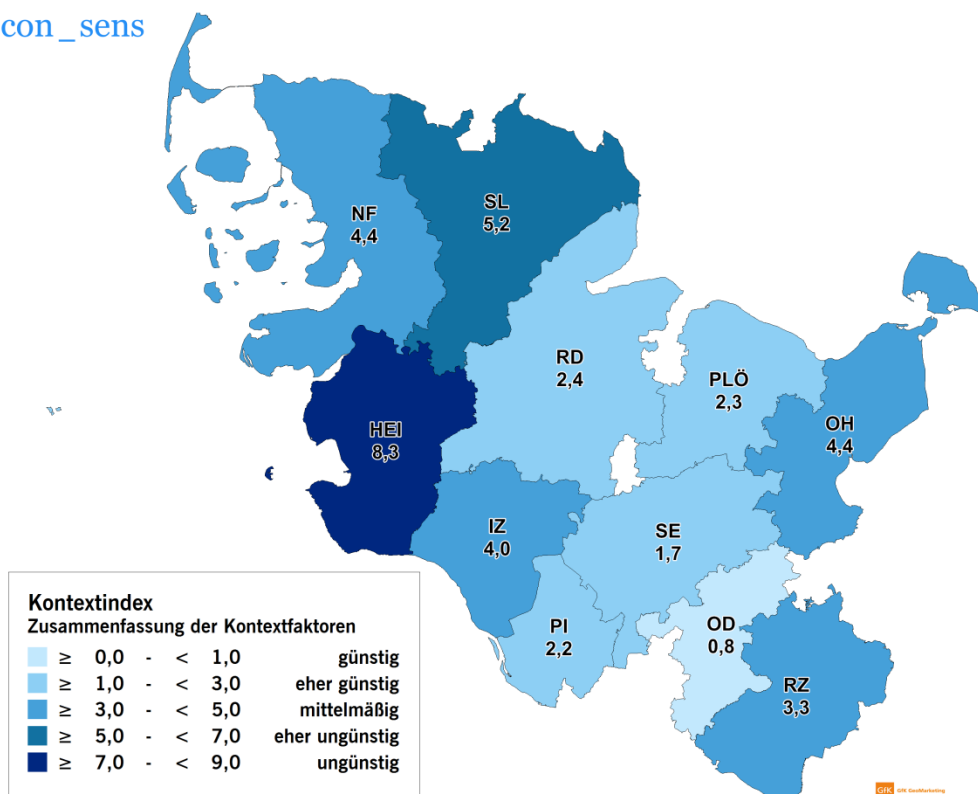 con_sens
NF
4,4
SL
5,2
RD
2,4
PLÖ
2,3
OH
4,4
HEI
8,3
IZ
4,0
SE
1,7
PI
2,2
OD
0,8
RZ
3,3
Kontextindex
Zusammenfassung der Kontextfaktoren
≥ 0,0 - < 1,0 günstig
≥ 1,0 - < 3,0 eher günstig
≥ 3,0 - < 5,0 mittelmäßig
≥ 5,0 - < 7,0 eher ungünstig
≥ 7,0 - < 9,0 ungünstig
GfK GfK GeoMarketing